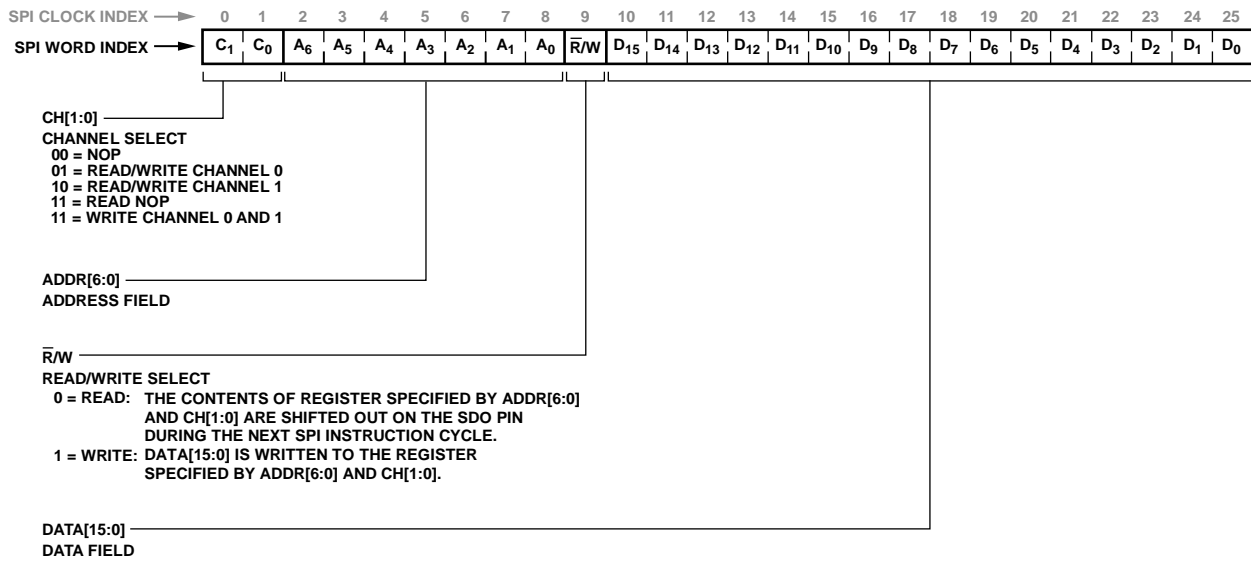 SPI CLOCK INDEX 0 1 2 3 4 5 6 7 8 9 10 11 12 13 14 15 16 17 18 19 20 21 22 23 24 25
SPI WORD INDEX C1 C0 A6 A5 A4 A3 A2 A1 A0 R̅/W D15 D14 D13 D12 D11 D10 D9 D8 D7 D6 D5 D4 D3 D2 D1 D0
CH[1:0]
CHANNEL SELECT
00 = NOP
01 = READ/WRITE CHANNEL 0
10 = READ/WRITE CHANNEL 1
11 = READ NOP
11 = WRITE CHANNEL 0 AND 1
ADDR[6:0]
ADDRESS FIELD
R̅/W
READ/WRITE SELECT
0 = READ: THE CONTENTS OF REGISTER SPECIFIED BY ADDR[6:0]
AND CH[1:0] ARE SHIFTED OUT ON THE SDO PIN
DURING THE NEXT SPI INSTRUCTION CYCLE.
1 = WRITE: DATA[15:0] IS WRITTEN TO THE REGISTER
SPECIFIED BY ADDR[6:0] AND CH[1:0].
DATA[15:0]
DATA FIELD